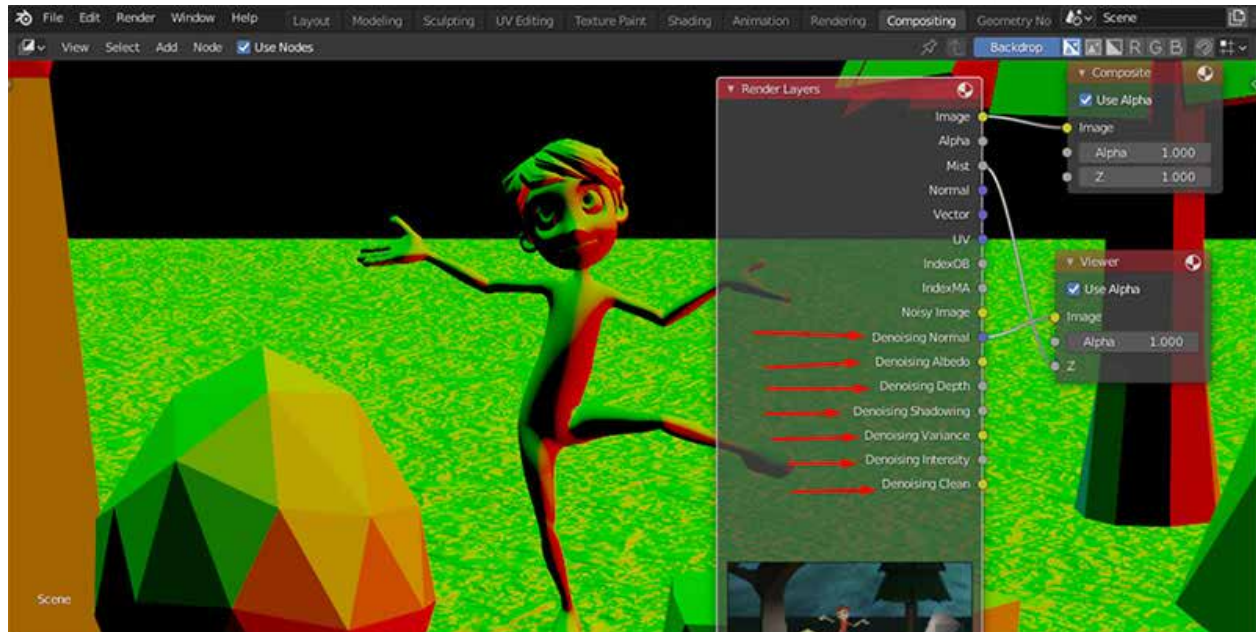 File Edit Render Window Help Layout Modeling Sculpting UV Editing Texture Paint Shading Animation Rendering Compositing Geometry No Scene
View Select Add Node Use Nodes Backdrop R G B
Render Layers
Image
Alpha
Mist
Normal
Vector
UV
IndexOB
IndexMA
Noisy Image
Denoising Normal
Denoising Albedo
Denoising Depth
Denoising Shadowing
Denoising Variance
Denoising Intensity
Denoising Clean
Composite
Use Alpha
Image
Alpha 1.000
Z 1.000
Viewer
Use Alpha
Image
Alpha 1.000
Z
Scene